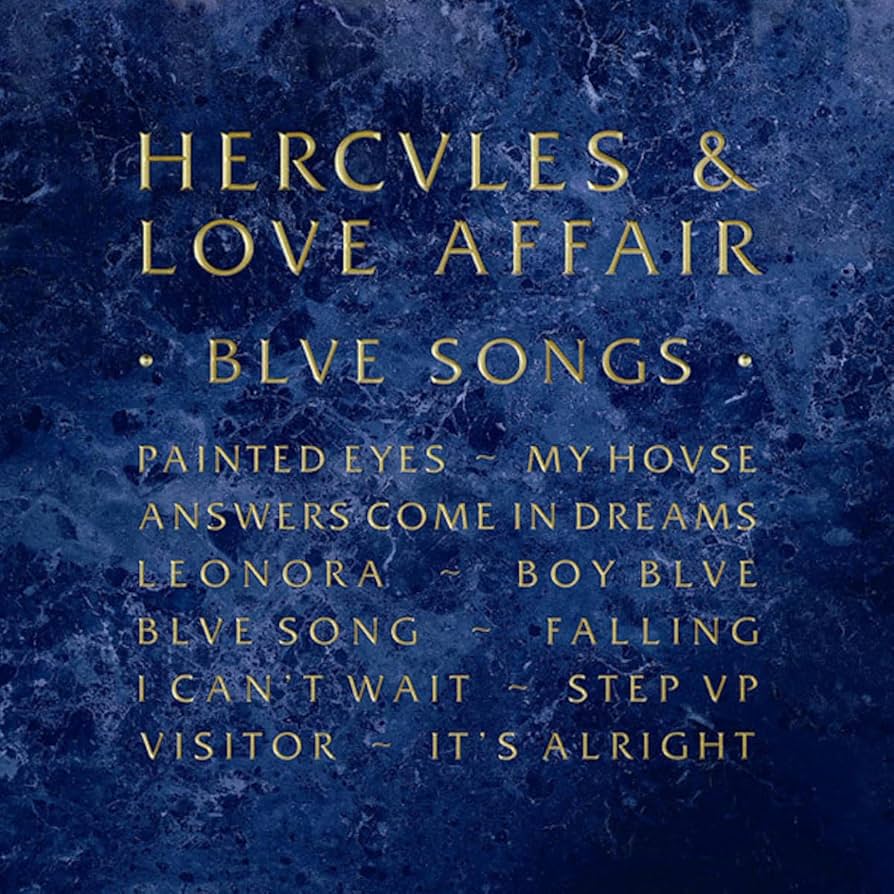 HERCVLES &
LOVE AFFAIR
• BLVE SONGS •
PAINTED EYES ~ MY HOVSE
ANSWERS COME IN DREAMS
LEONORA ~ BOY BLVE
BLVE SONG ~ FALLING
I CAN'T WAIT ~ STEP VP
VISITOR ~ IT'S ALRIGHT